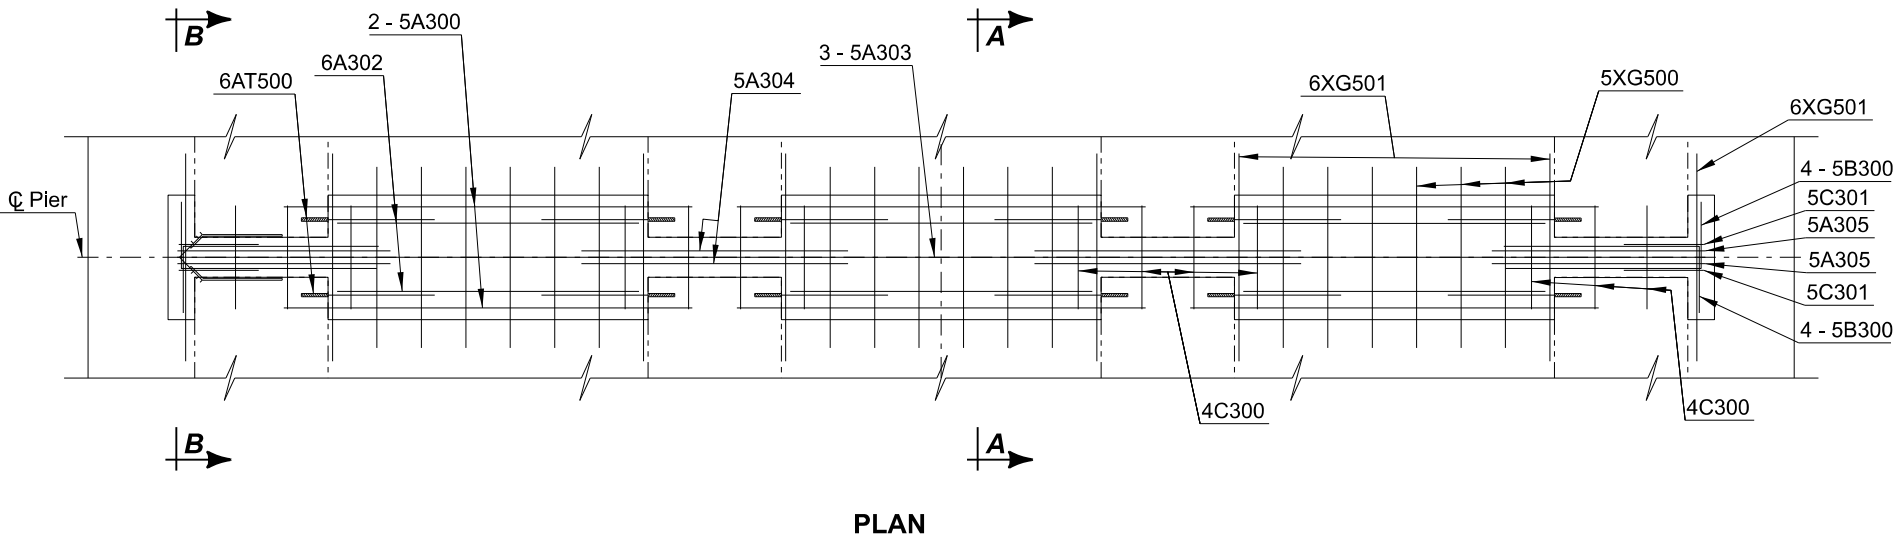 B
A
2 - 5A300
3 - 5A303
6A302
6AT500
5A304
6XG501
5XG500
6XG501
4 - 5B300
5C301
5A305
5A305
5C301
4 - 5B300
℄ Pier
4C300
4C300
B
A
PLAN